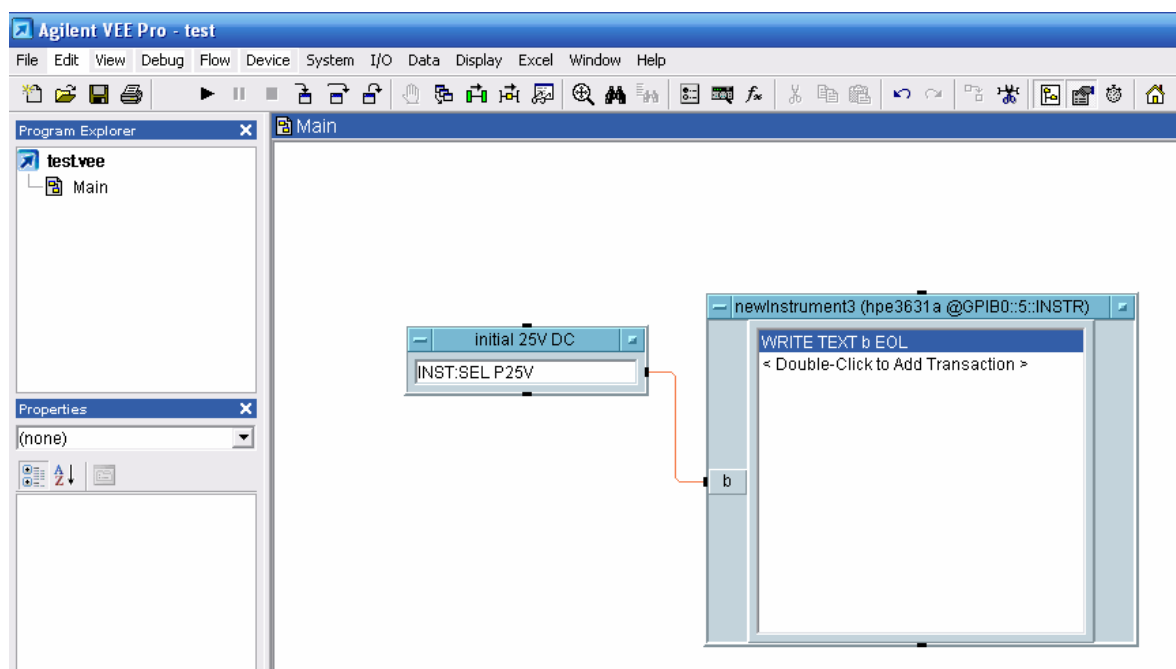 Agilent VEE Pro - test
File Edit View Debug Flow Device System I/O Data Display Excel Window Help
Program Explorer
test.vee
Main
Properties
(none)
Main
initial 25V DC
INST:SEL P25V
newInstrument3 (hpe3631a @GPIB0::5::INSTR)
WRITE TEXT b EOL
< Double-Click to Add Transaction >
b